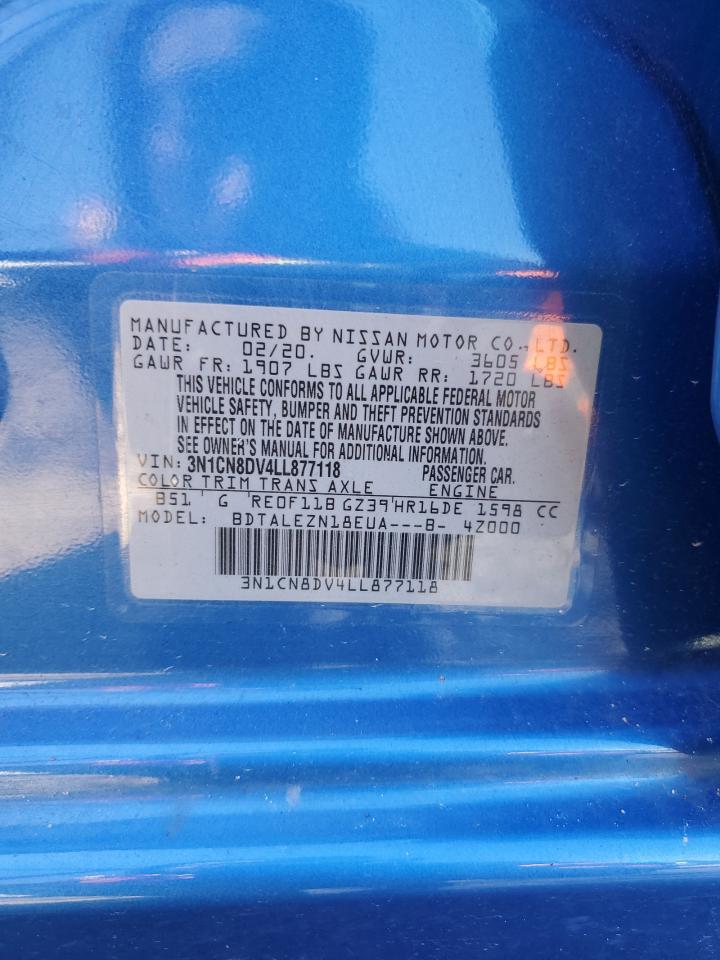 MANUFACTURED BY NISSAN MOTOR CO.,LTD.
DATE: 02/20. GVWR: 3605 LBS
GAWR FR: 1907 LBS GAWR RR: 1720 LBS
THIS VEHICLE CONFORMS TO ALL APPLICABLE FEDERAL MOTOR
VEHICLE SAFETY, BUMPER AND THEFT PREVENTION STANDARDS
IN EFFECT ON THE DATE OF MANUFACTURE SHOWN ABOVE.
SEE OWNER'S MANUAL FOR ADDITIONAL INFORMATION.
VIN: 3N1CN8DV4LL877118 PASSENGER CAR.
COLOR TRIM TRANS AXLE ENGINE
B51 G RE0F11B GZ39 HR16DE 1598 CC
MODEL: BDTALEZN18EUA---B- 4Z000
3N1CN8DV4LL877118